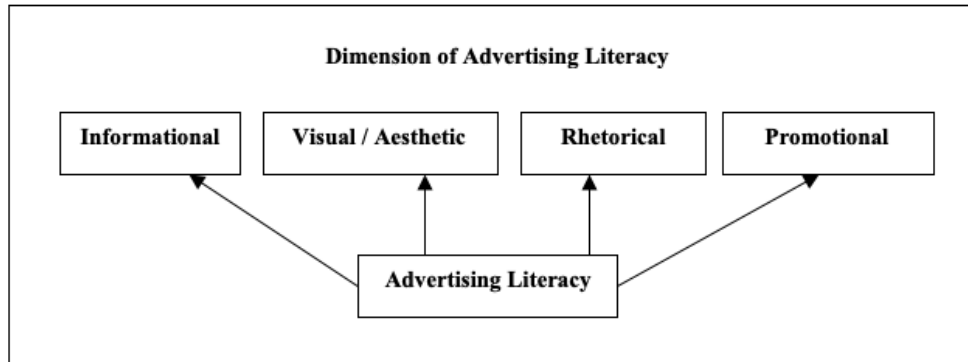 Dimension of Advertising Literacy
Informational
Visual / Aesthetic
Rhetorical
Promotional
Advertising Literacy